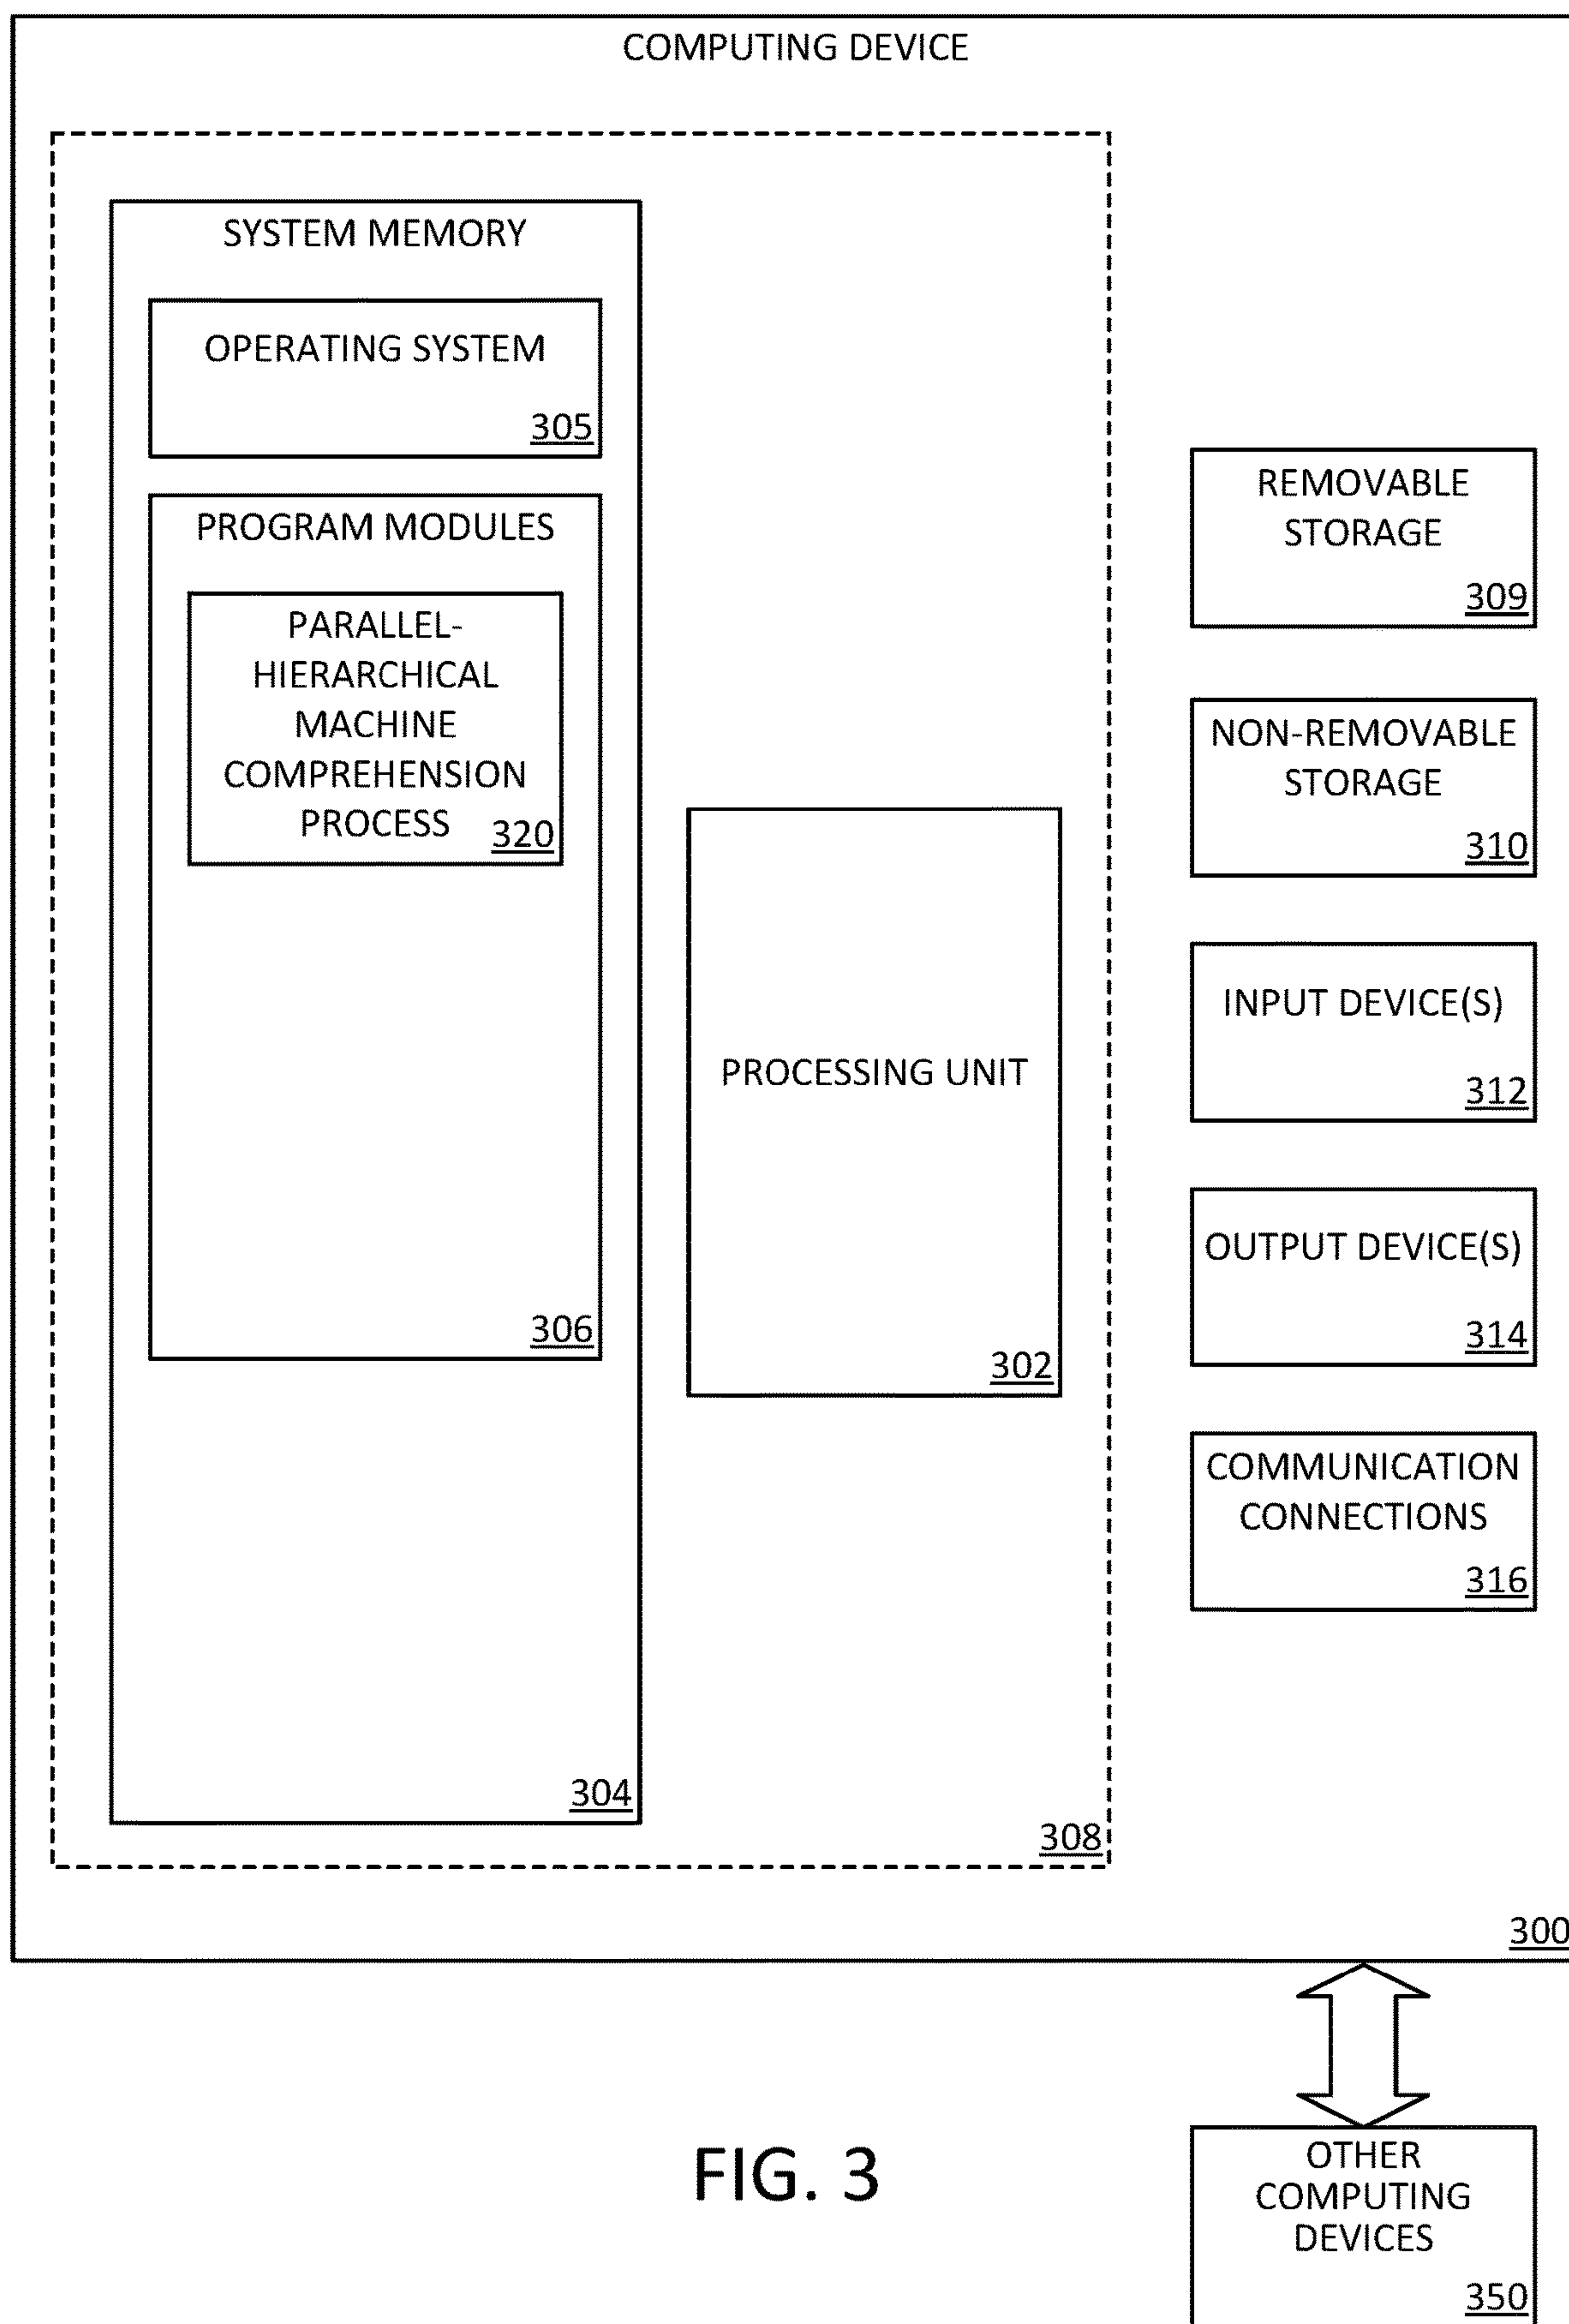 COMPUTING DEVICE
SYSTEM MEMORY
OPERATING SYSTEM
305
PROGRAM MODULES
PARALLEL-
HIERARCHICAL
MACHINE
COMPREHENSION
PROCESS
320
306
304
PROCESSING UNIT
302
308
REMOVABLE
STORAGE
309
NON-REMOVABLE
STORAGE
310
INPUT DEVICE(S)
312
OUTPUT DEVICE(S)
314
COMMUNICATION
CONNECTIONS
316
300
OTHER
COMPUTING
DEVICES
350
FIG. 3